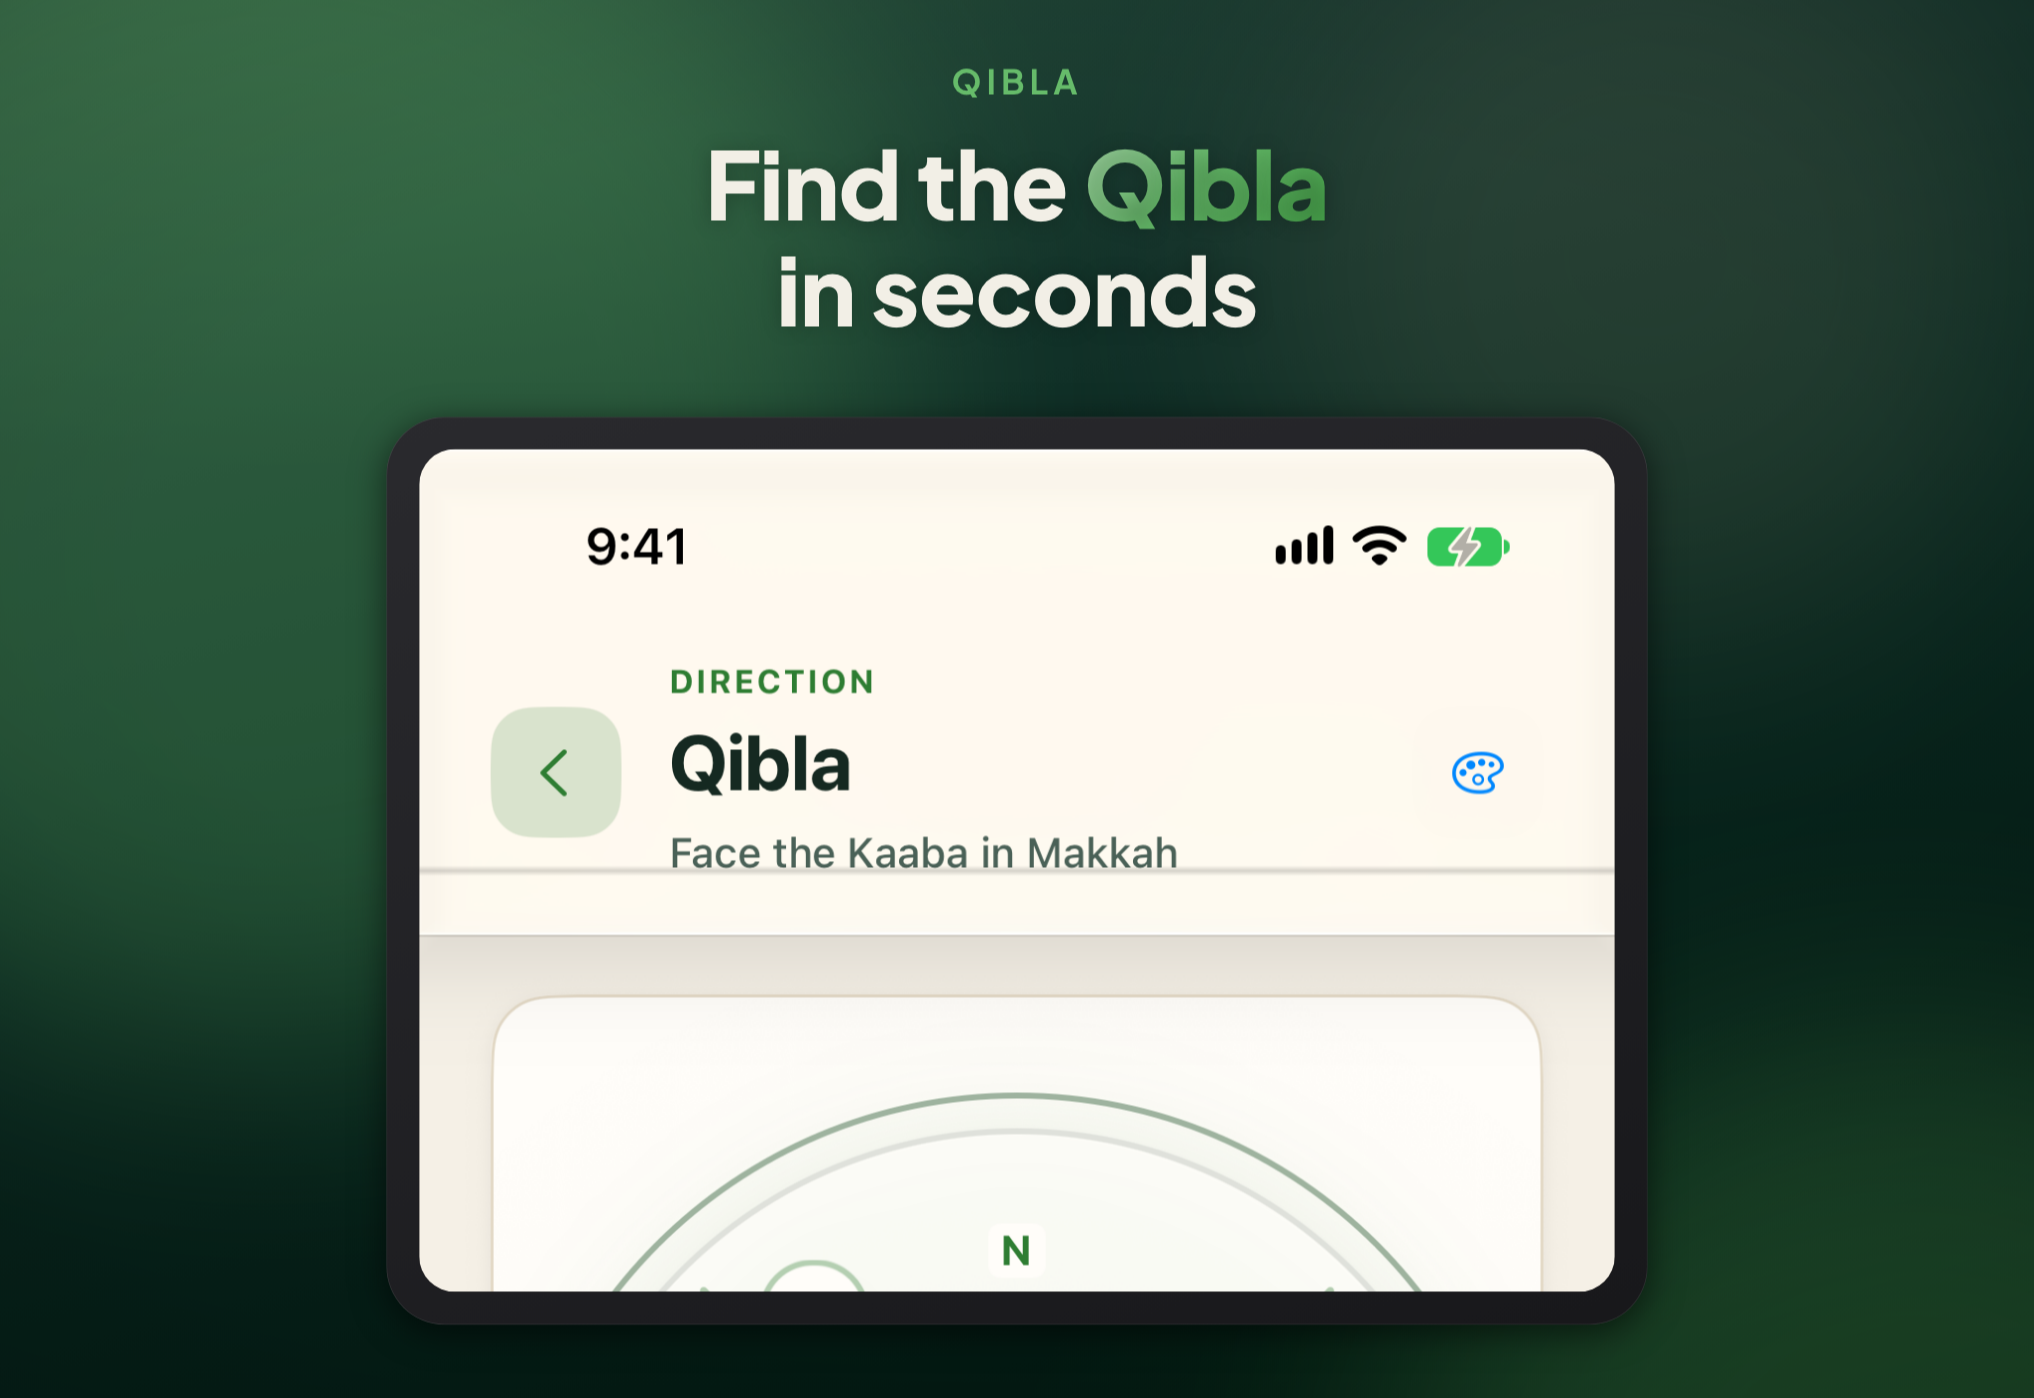 QIBLA
Find the Qibla
in seconds
9:41
DIRECTION
Qibla
Face the Kaaba in Makkah
N